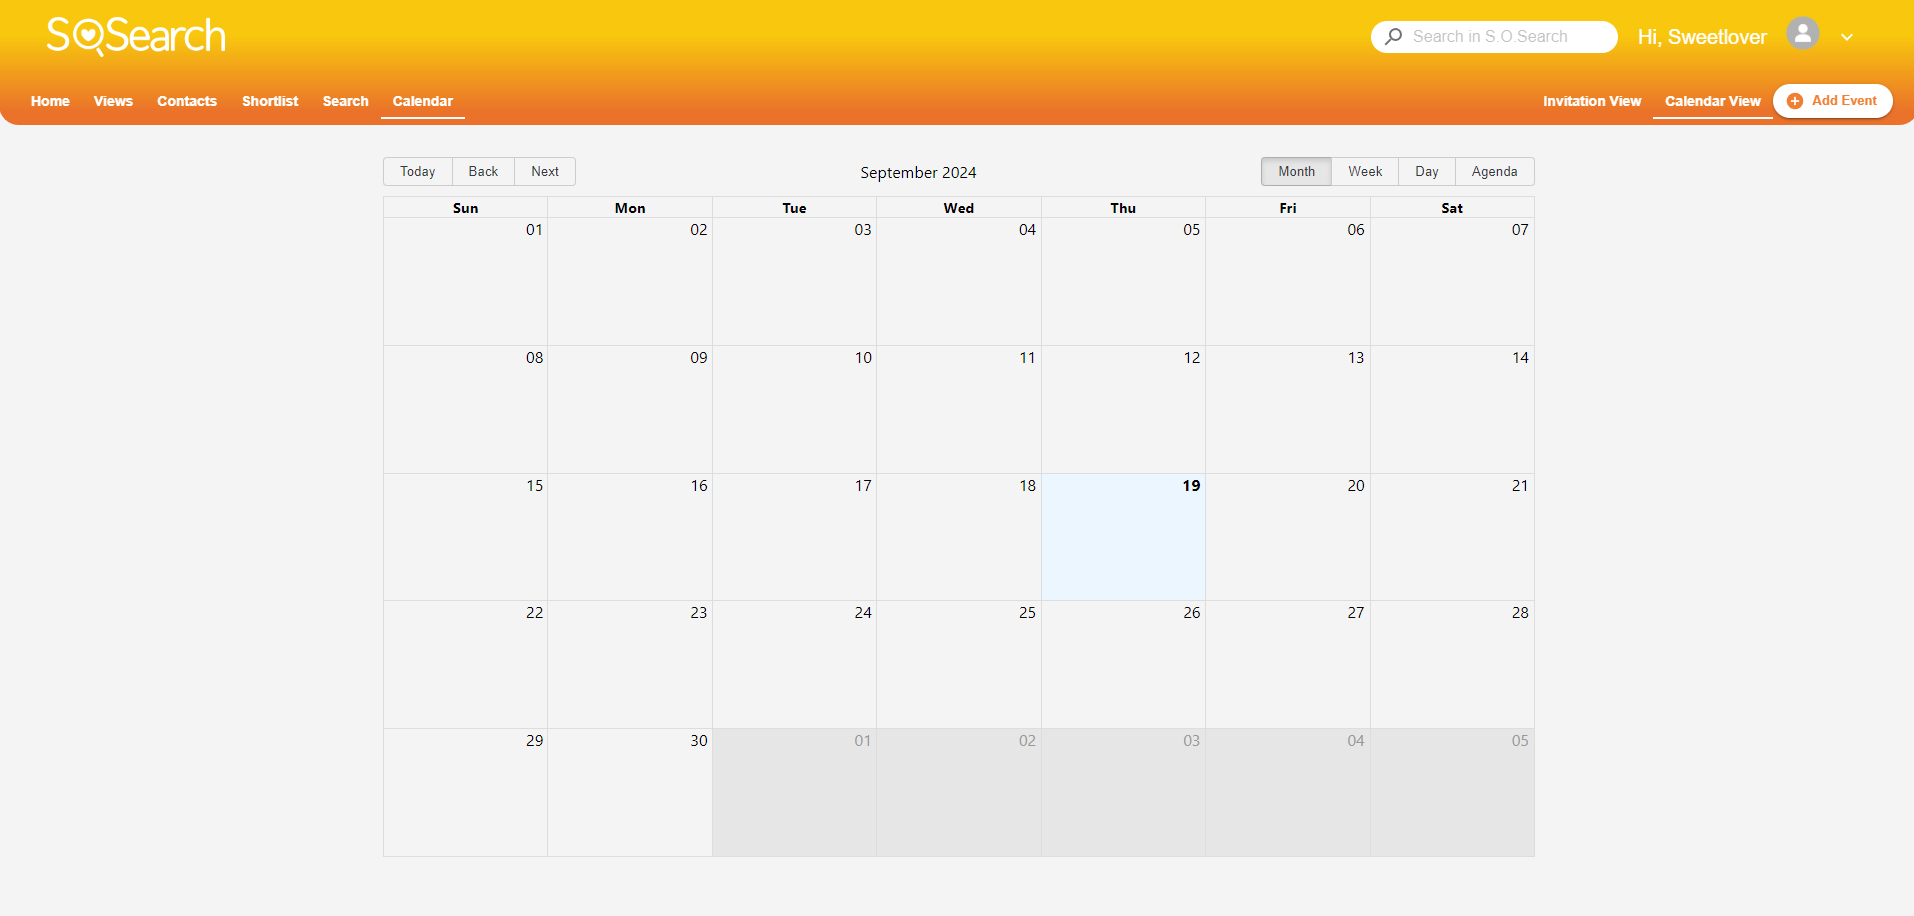 SOSearch
Search in S.O.Search
Hi, Sweetlover
Home Views Contacts Shortlist Search Calendar
Invitation View Calendar View Add Event
Today Back Next
September 2024
Month Week Day Agenda
Sun Mon Tue Wed Thu Fri Sat
01 02 03 04 05 06 07
08 09 10 11 12 13 14
15 16 17 18 19 20 21
22 23 24 25 26 27 28
29 30 01 02 03 04 05